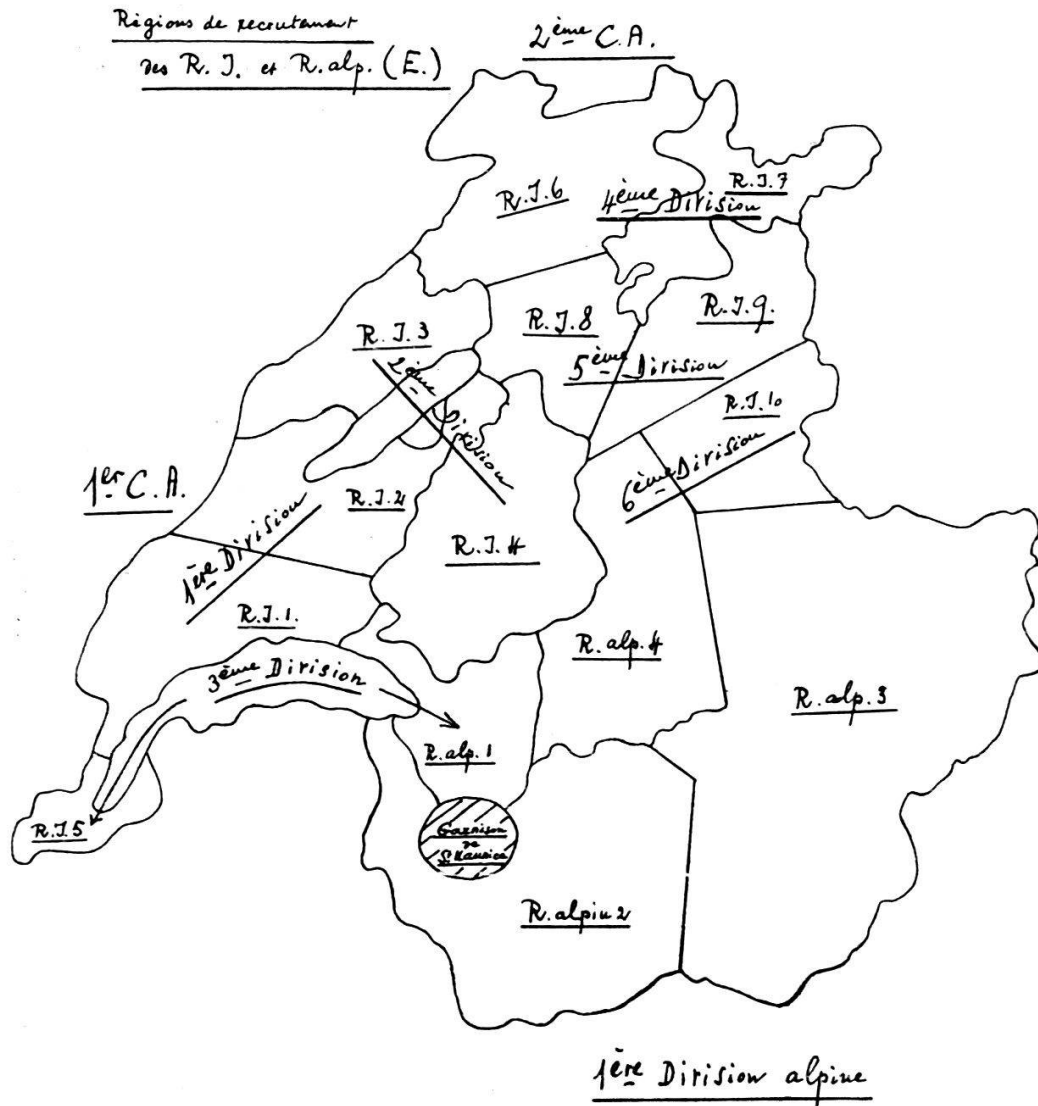 Régions de recrutement
des R. I. et R. alp. (E.)
2ème C.A.
R.I.6
R.I.7
4ème Division
R.I.9.
R.I.3
R.I.8
2ème Division
5ème Division
R.I.10
6ème Division
1er C.A.
R.I.2
1ère Division
R.I.4
R.I.1.
R. alp. 4
3ème Division
R. alp. 3
R. alp. 1
R.I.5
Garnison
de
St Maurice
R. alpin 2
1ère Division alpine